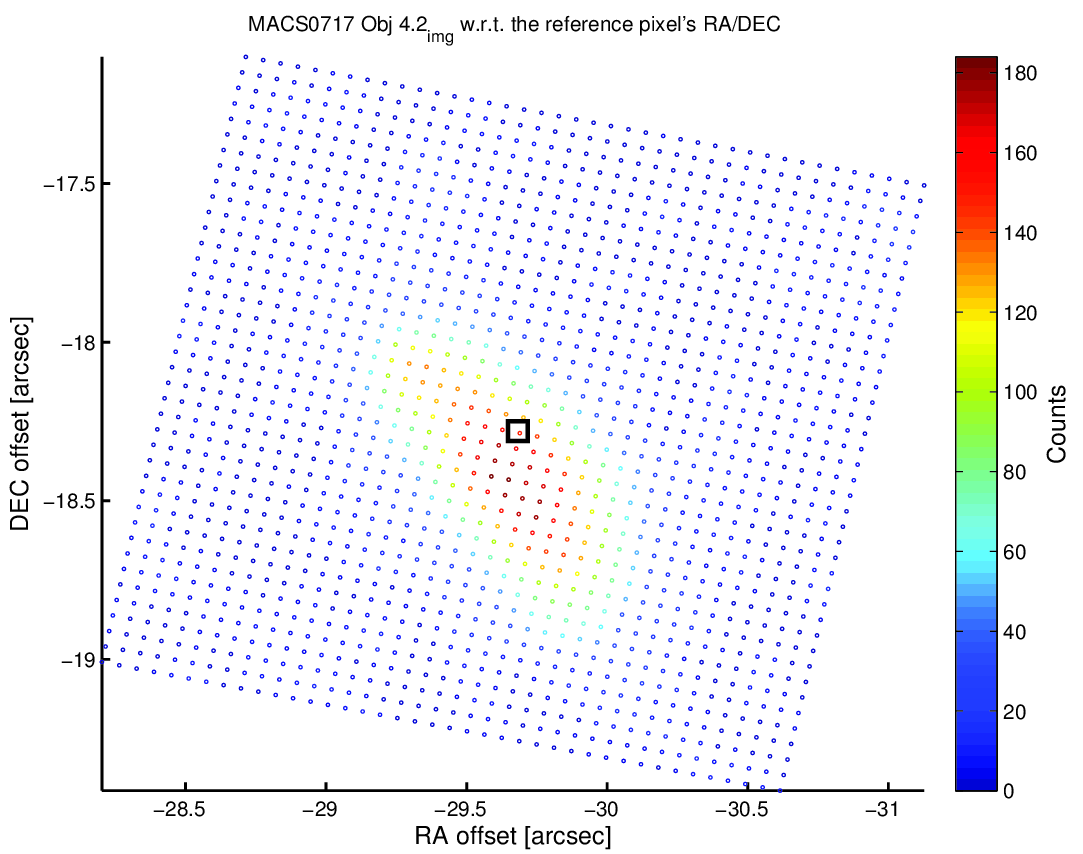 MACS0717 Obj 4.2img w.r.t. the reference pixel's RA/DEC
−17.5
−18
−18.5
−19
DEC offset [arcsec]
−28.5 −29 −29.5 −30 −30.5 −31
RA offset [arcsec]
180
160
140
120
100
80
60
40
20
0
Counts